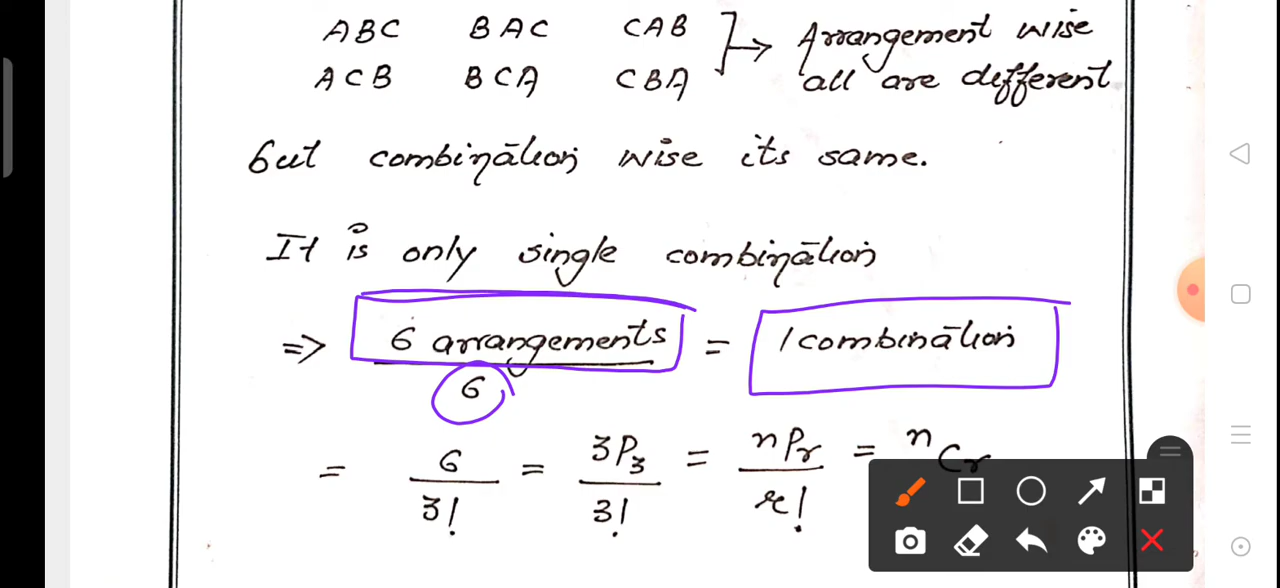 ABC BAC CAB Arrangement wise
ACB BCA CBA all are different
but combination wise its same.
It is only single combination
=> 6 arrangements / 6 = 1 combination
= 6/3! = 3P₃/3! = nPr/r! = nCr